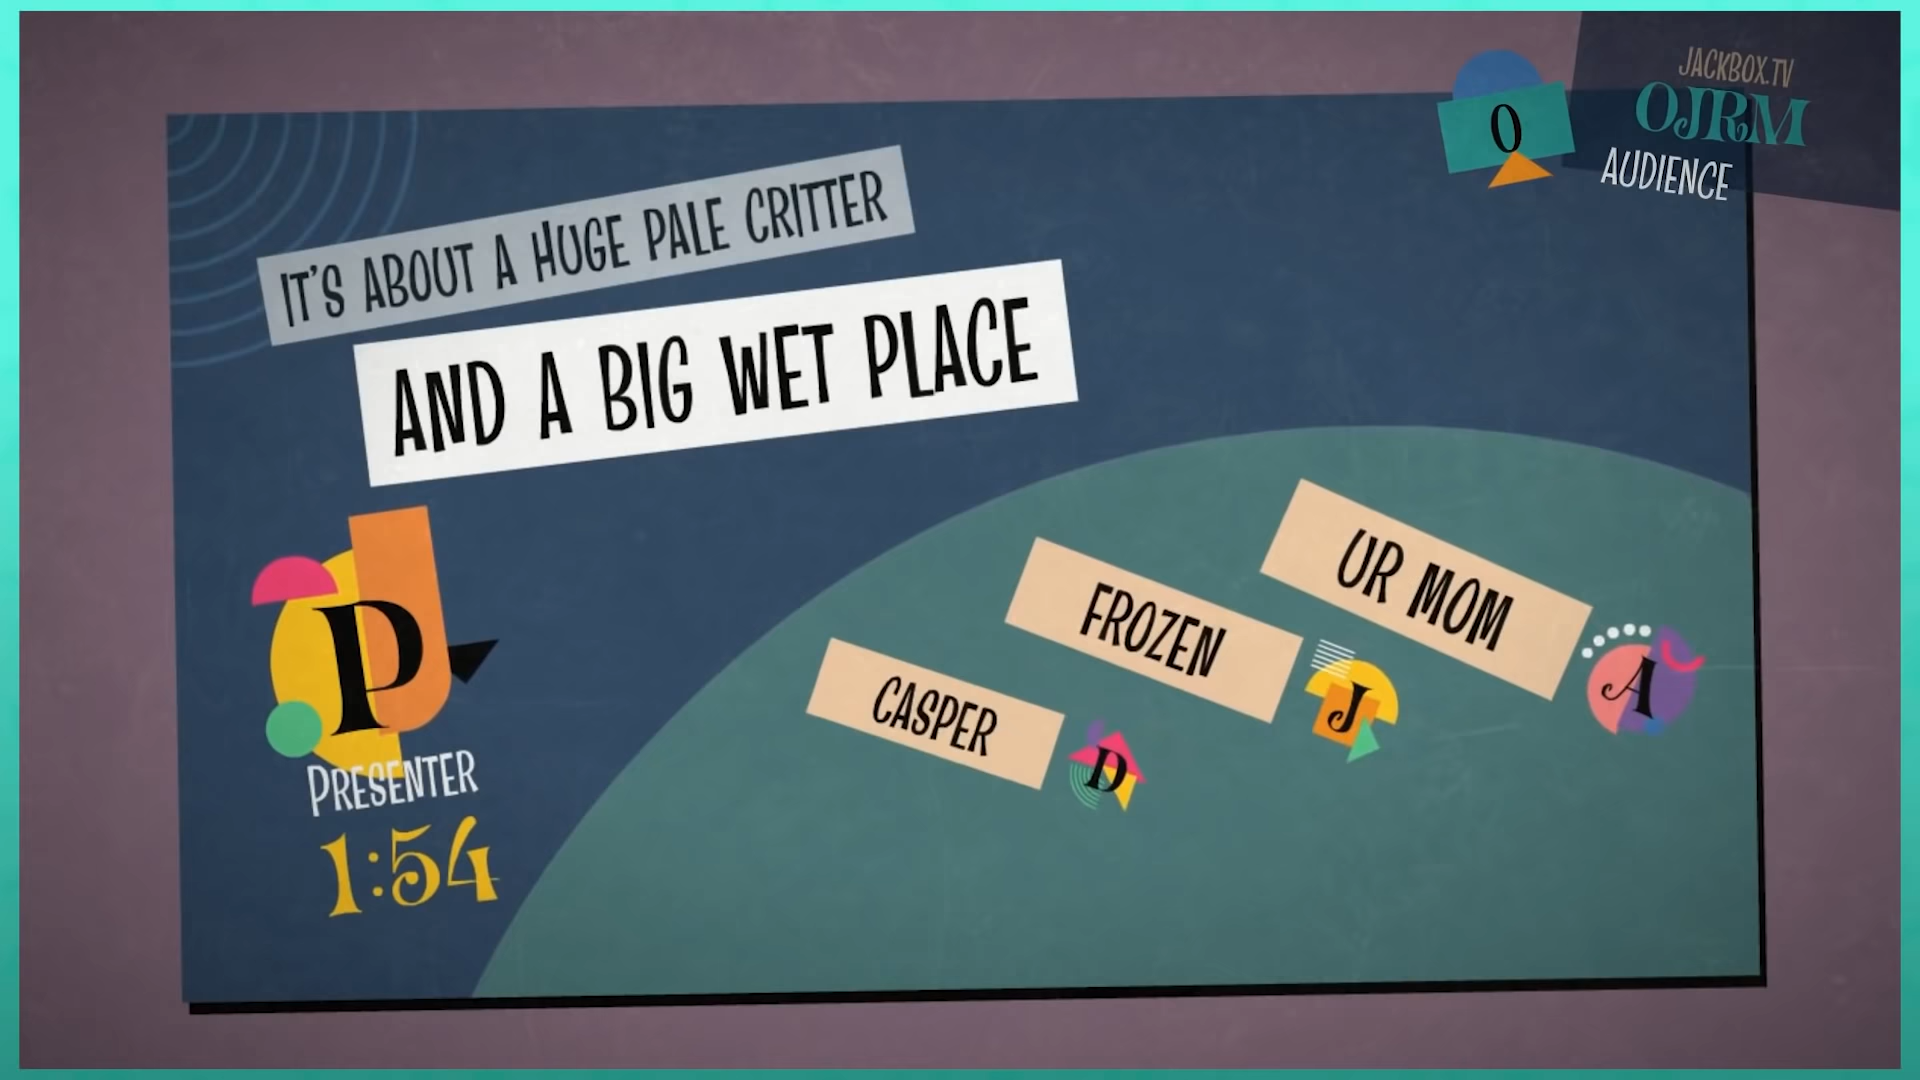 JACKBOX.TV
OJRM
0
AUDIENCE
IT'S ABOUT A HUGE PALE CRITTER
AND A BIG WET PLACE
UR MOM
A
FROZEN
J
CASPER
D
P
PRESENTER
1:54